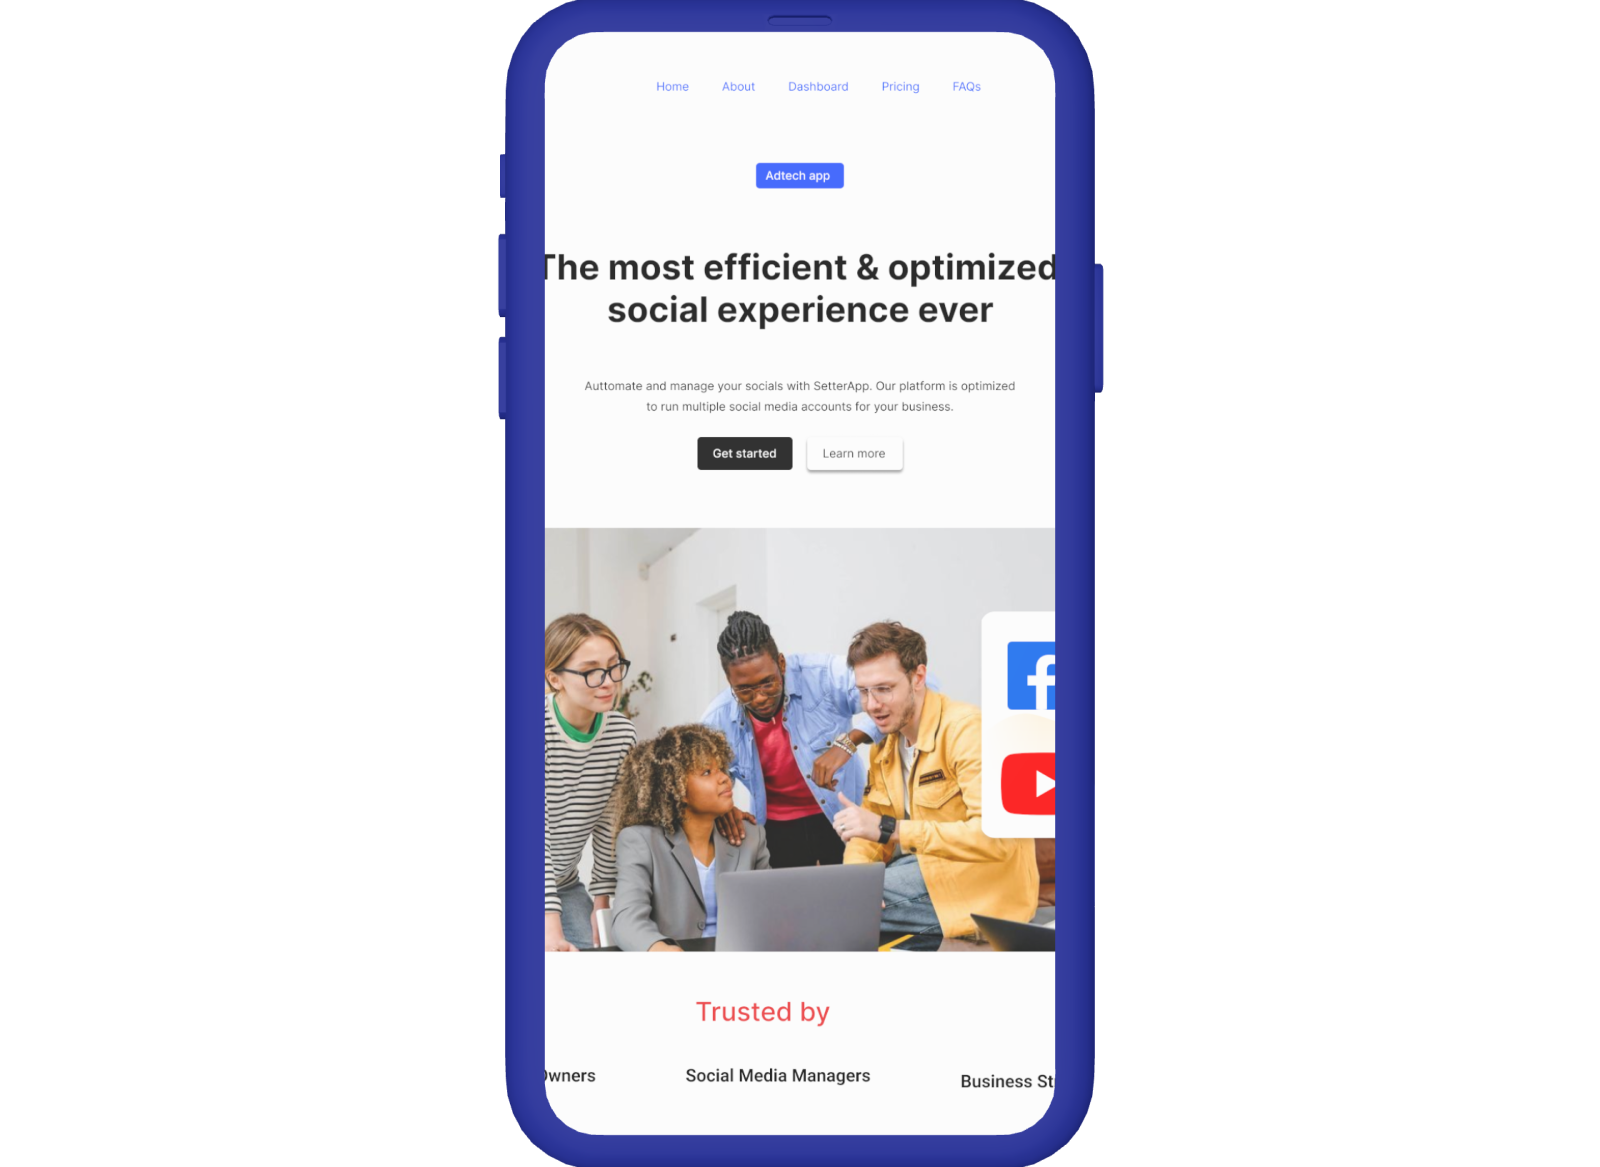 Home About Dashboard Pricing FAQs
Adtech app
The most efficient & optimized
social experience ever
Auttomate and manage your socials with SetterApp. Our platform is optimized
to run multiple social media accounts for your business.
Get started Learn more
Trusted by
Owners Social Media Managers Business St